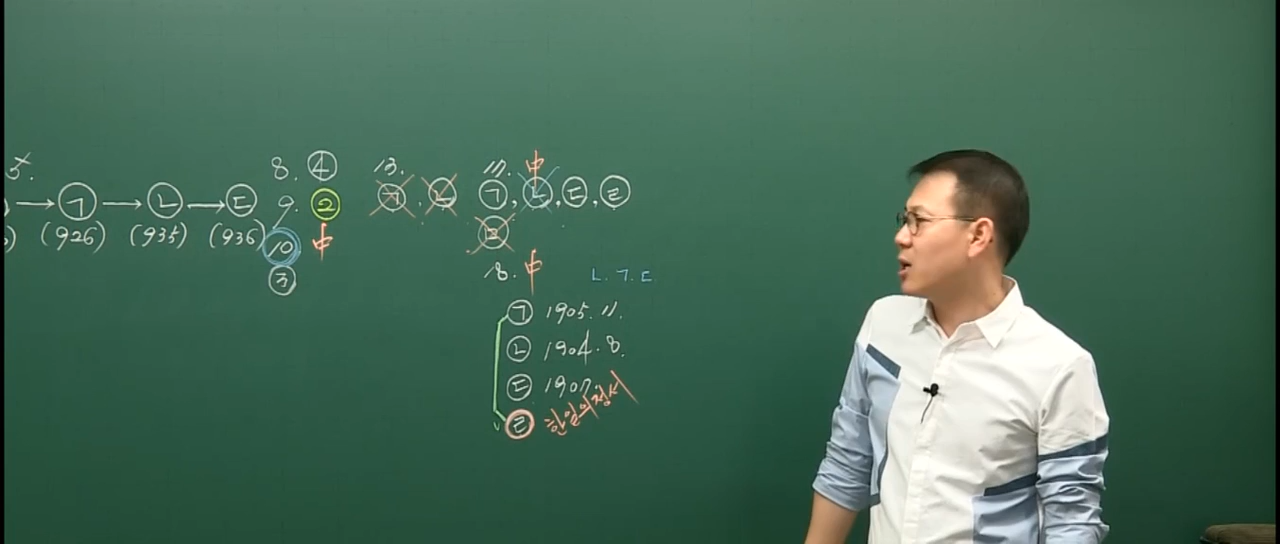 5.
→ ㄱ → ㄴ → ㄷ
(926) (935) (936)
8. ④
9. ② 中
10
③
13.
ㄱ, ㄴ
17. 中
ㄱ, ㄴ, ㄷ, ㄹ
18. 中
ㄴ. ㄱ. ㄷ
ㄱ 1905. 11.
ㄴ 1904. 8.
ㄷ 1907.
ㄹ 한일의정서